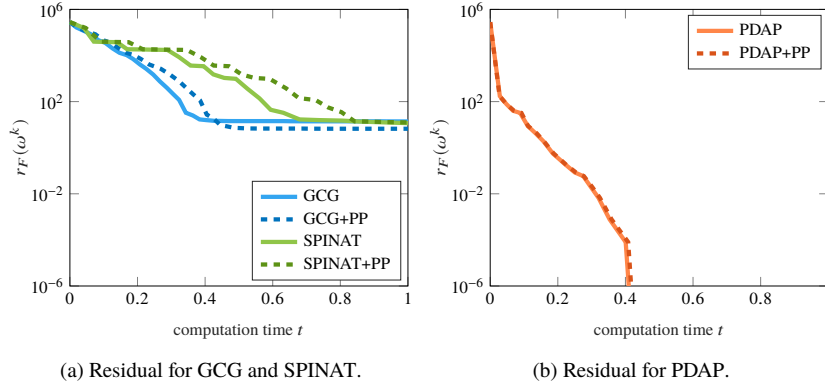 10^6
10^2
10^−2
10^−6
r_F(ω^k)
GCG
GCG+PP
SPINAT
SPINAT+PP
0 0.2 0.4 0.6 0.8 1
computation time t
(a) Residual for GCG and SPINAT.
10^6
10^2
10^−2
10^−6
r_F(ω^k)
PDAP
PDAP+PP
0 0.2 0.4 0.6 0.8
computation time t
(b) Residual for PDAP.